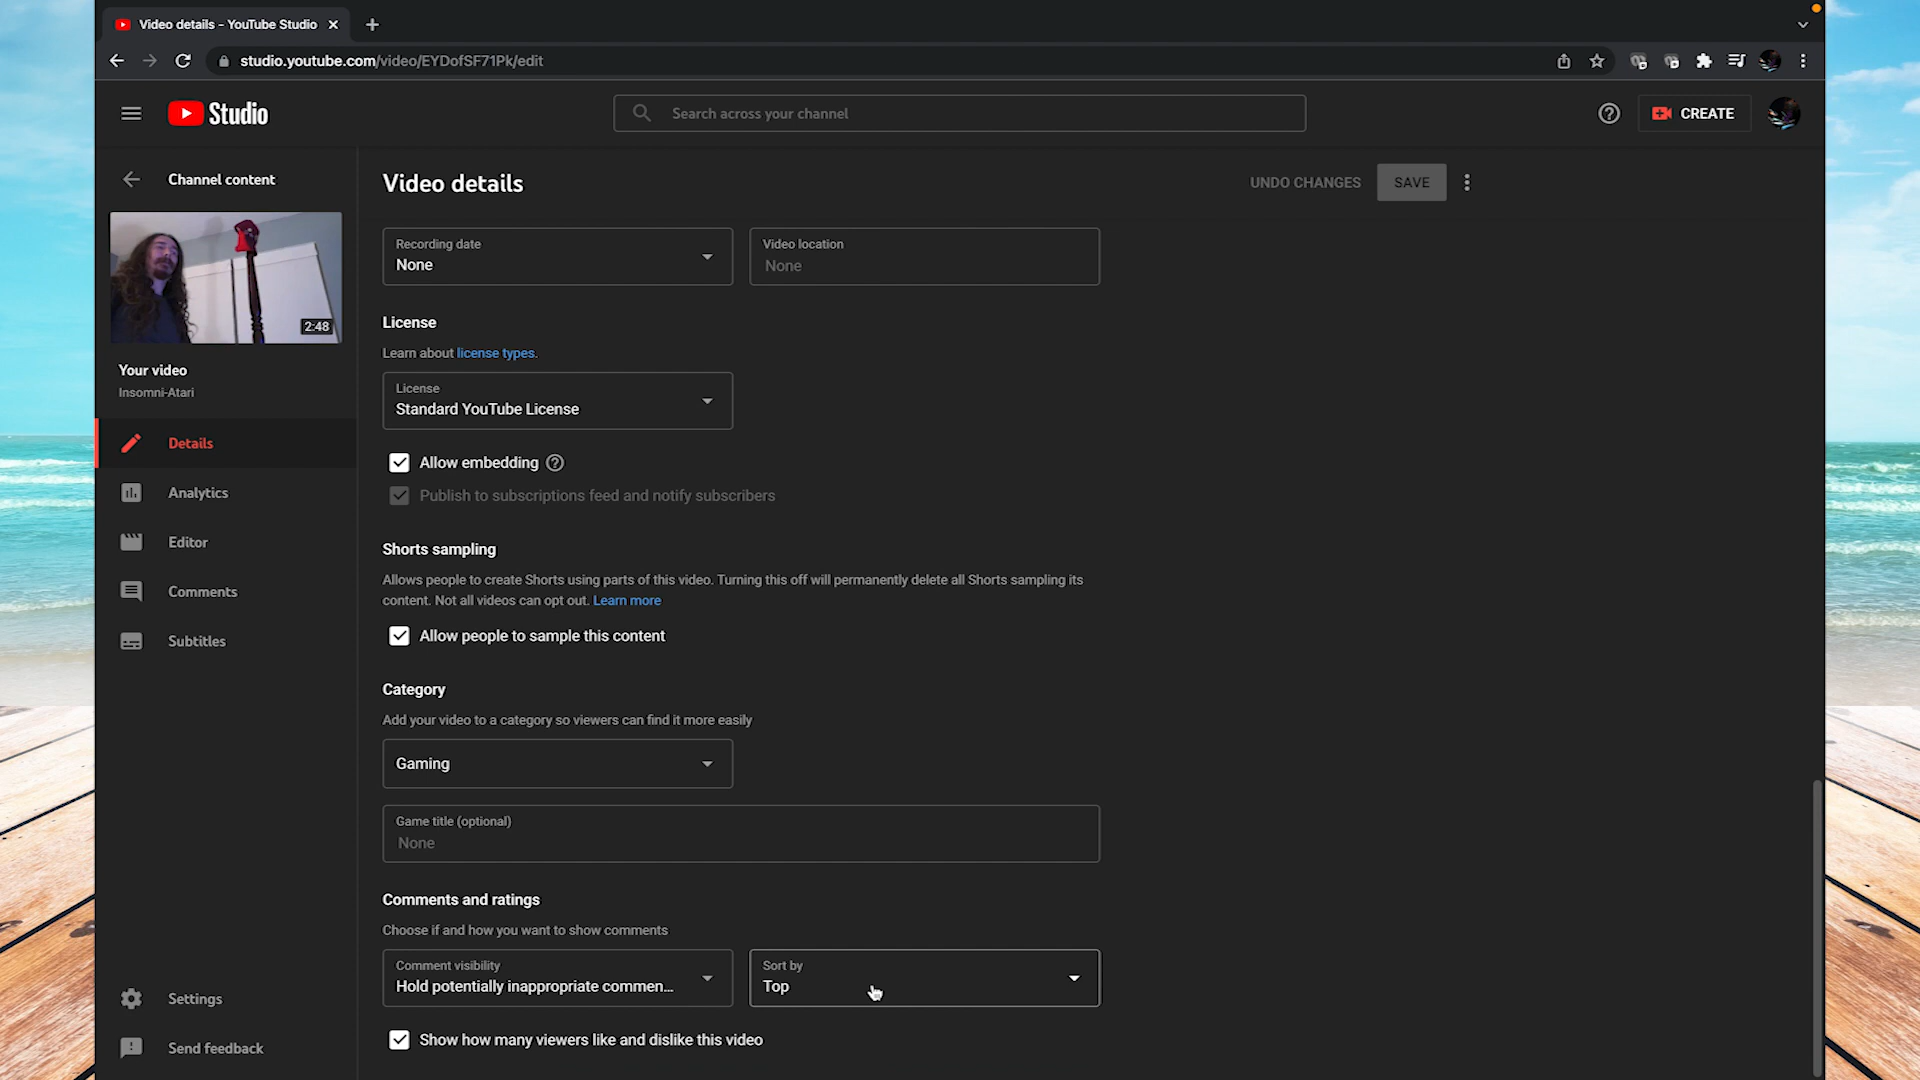 Video details - YouTube Studio
studio.youtube.com/video/EYDofSF71Pk/edit
Studio
Search across your channel
CREATE
Channel content
Video details
UNDO CHANGES
SAVE
2:48
Your video
Insomni-Atari
Details
Analytics
Editor
Comments
Subtitles
Settings
Send feedback
Recording date
None
Video location
None
License
Learn about license types.
License
Standard YouTube License
Allow embedding
Publish to subscriptions feed and notify subscribers
Shorts sampling
Allows people to create Shorts using parts of this video. Turning this off will permanently delete all Shorts sampling its
content. Not all videos can opt out. Learn more
Allow people to sample this content
Category
Add your video to a category so viewers can find it more easily
Gaming
Game title (optional)
None
Comments and ratings
Choose if and how you want to show comments
Comment visibility
Hold potentially inappropriate commen...
Sort by
Top
Show how many viewers like and dislike this video